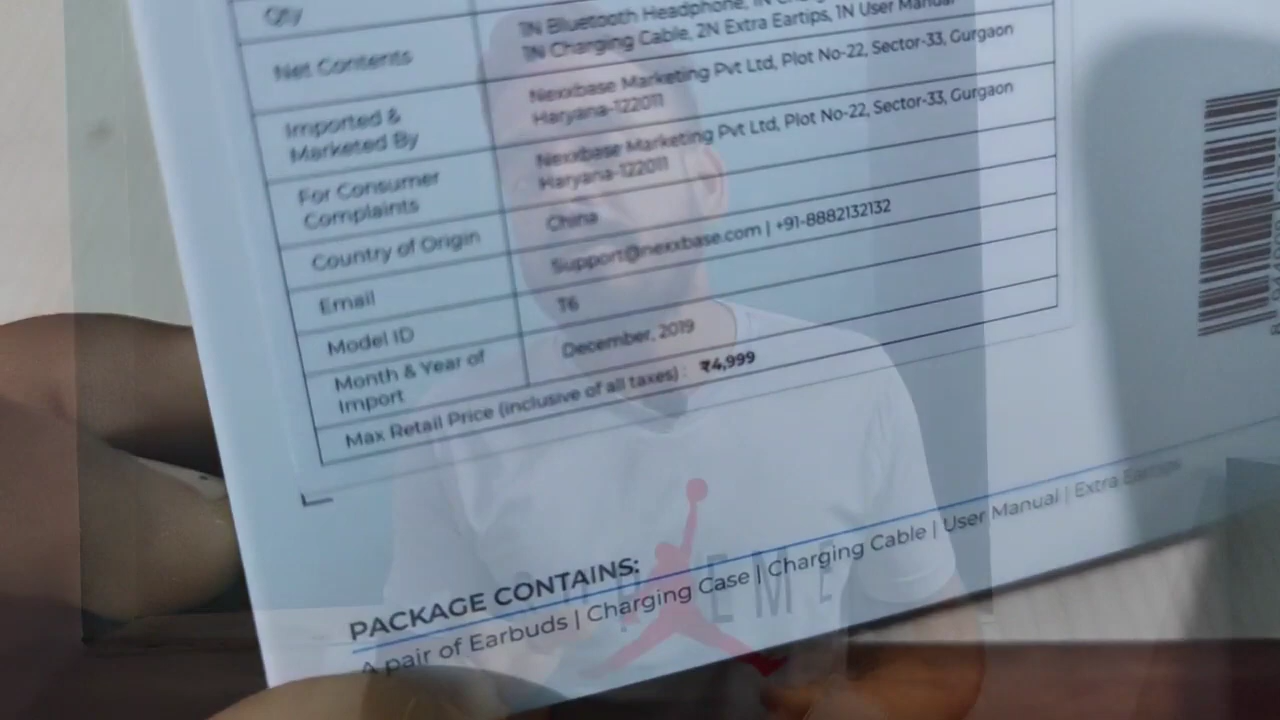 Qty
1N Bluetooth Headphone, 1N
Net Contents
1N Charging Cable, 2N Extra Eartips, 1N User Manual
Imported &
Marketed By
Nexxbase Marketing Pvt Ltd, Plot No-22, Sector-33, Gurgaon
Haryana-122011
For Consumer
Complaints
Nexxbase Marketing Pvt Ltd, Plot No-22, Sector-33, Gurgaon
Haryana-122011
Country of Origin
China
Email
Support@nexxbase.com | +91-8882132132
Model ID
T6
Month & Year of
Import
December, 2019
Max Retail Price (inclusive of all taxes) : ₹4,999
PACKAGE CONTAINS:
A pair of Earbuds | Charging Case | Charging Cable | User Manual | Extra Eartips